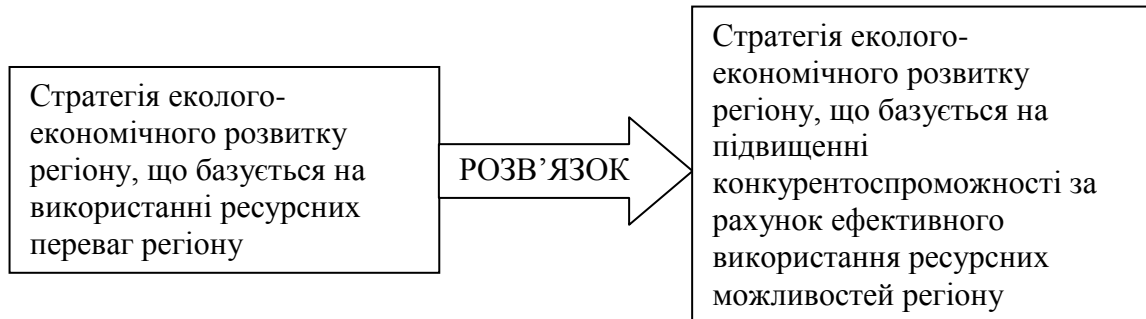 Стратегія еколого-
економічного розвитку
регіону, що базується на
використанні ресурсних
переваг регіону
РОЗВ’ЯЗОК
Стратегія еколого-
економічного розвитку
регіону, що базується на
підвищенні
конкурентоспроможності за
рахунок ефективного
використання ресурсних
можливостей регіону